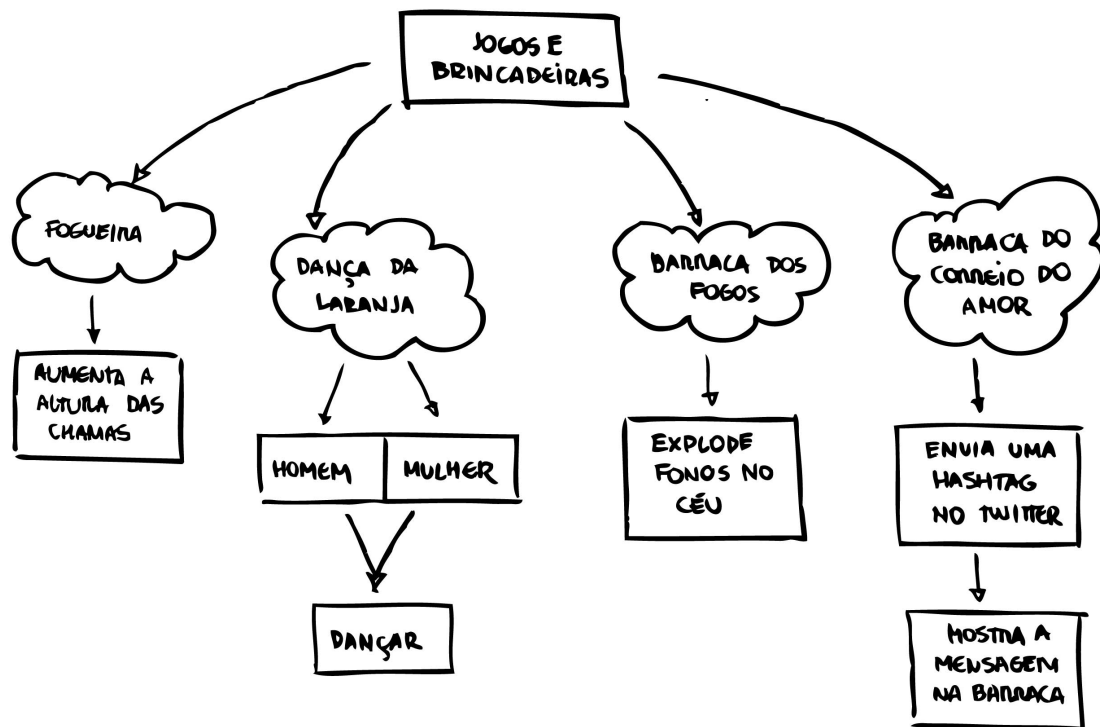 JOGOS E
BRINCADEIRAS
FOGUEIRA
DANÇA DA
LARANJA
BARRACA DOS
FOGOS
BARRACA DO
CORREIO DO
AMOR
AUMENTA A
ALTURA DAS
CHAMAS
HOMEM
MULHER
DANÇAR
EXPLODE
FONOS NO
CÉU
ENVIA UMA
HASHTAG
NO TWITTER
MOSTRA A
MENSAGEM
NA BARRACA